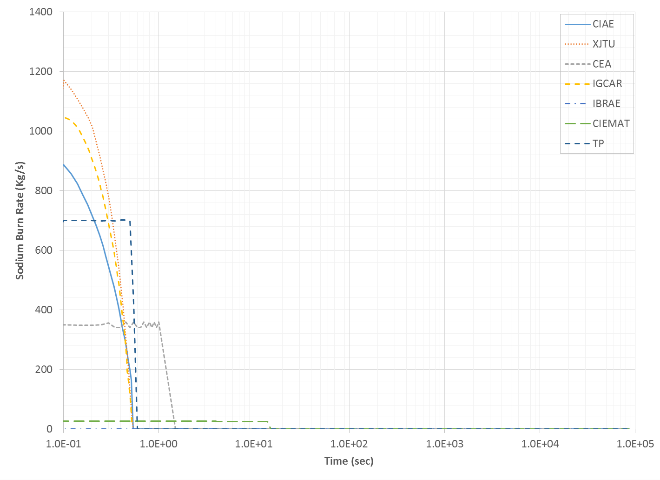 1400
1200
1000
800
600
400
200
0
Sodium Burn Rate (Kg/s)
1.0E-01 1.0E+00 1.0E+01 1.0E+02 1.0E+03 1.0E+04 1.0E+05
Time (sec)
CIAE
XJTU
CEA
IGCAR
IBRAE
CIEMAT
TP